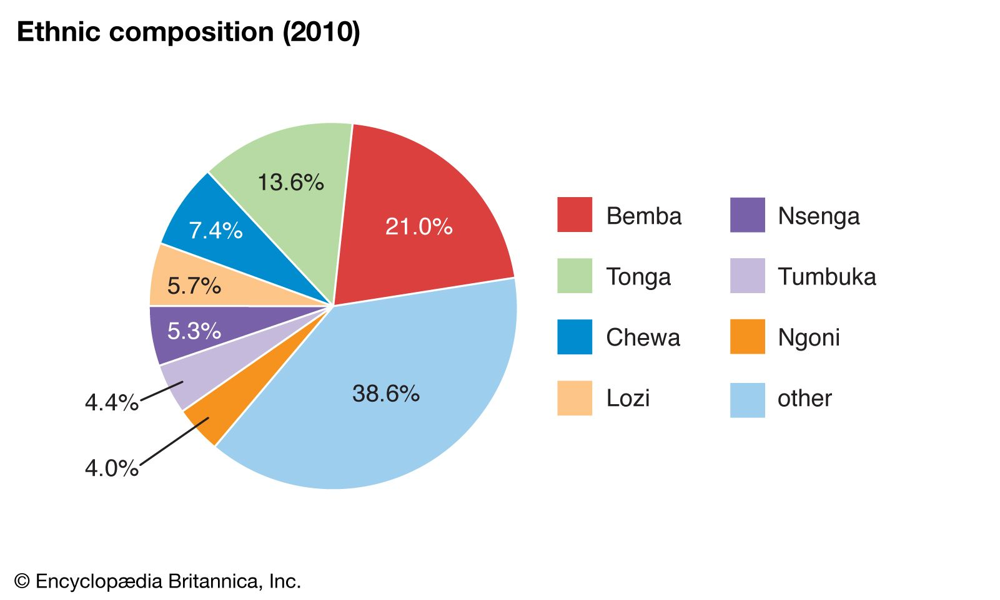 Ethnic composition (2010)
13.6%
21.0%
7.4%
5.7%
5.3%
4.4%
4.0%
38.6%
Bemba
Tonga
Chewa
Lozi
Nsenga
Tumbuka
Ngoni
other
© Encyclopædia Britannica, Inc.